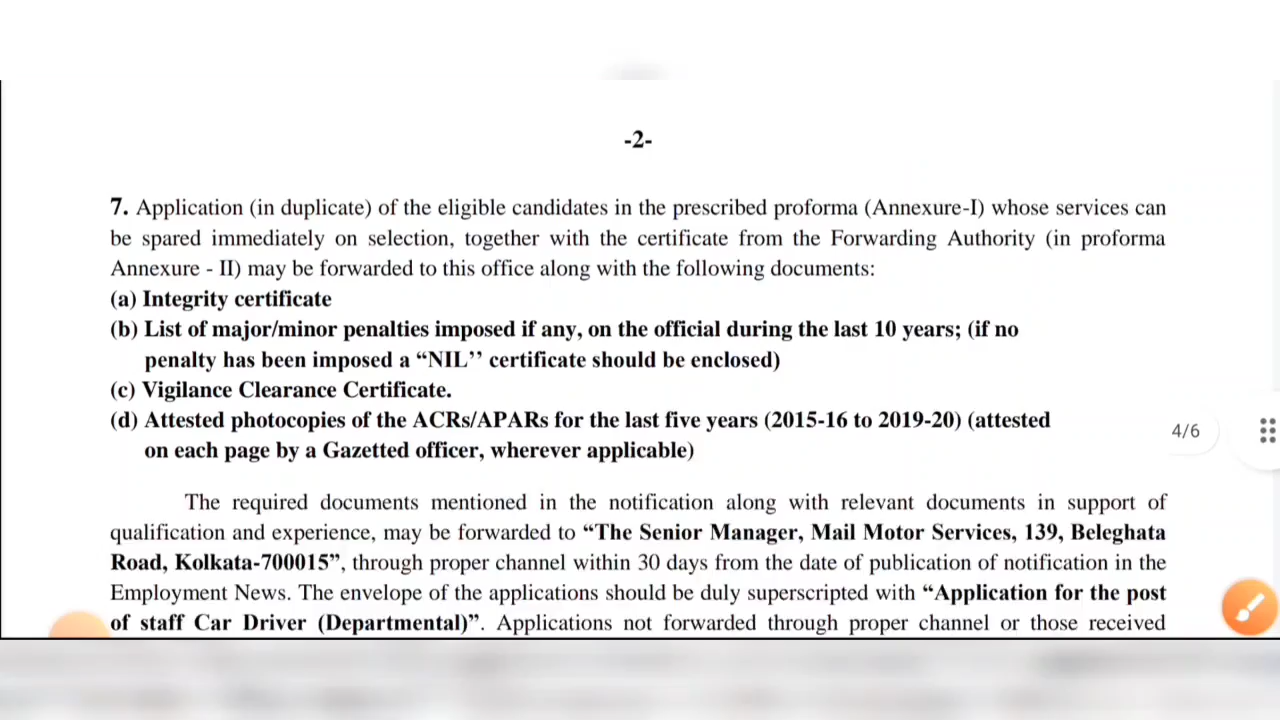 -2-
7. Application (in duplicate) of the eligible candidates in the prescribed proforma (Annexure-I) whose services can
be spared immediately on selection, together with the certificate from the Forwarding Authority (in proforma
Annexure - II) may be forwarded to this office along with the following documents:
(a) Integrity certificate
(b) List of major/minor penalties imposed if any, on the official during the last 10 years; (if no
penalty has been imposed a “NIL’’ certificate should be enclosed)
(c) Vigilance Clearance Certificate.
(d) Attested photocopies of the ACRs/APARs for the last five years (2015-16 to 2019-20) (attested
on each page by a Gazetted officer, wherever applicable)
4/6
The required documents mentioned in the notification along with relevant documents in support of
qualification and experience, may be forwarded to “The Senior Manager, Mail Motor Services, 139, Beleghata
Road, Kolkata-700015”, through proper channel within 30 days from the date of publication of notification in the
Employment News. The envelope of the applications should be duly superscripted with “Application for the post
of staff Car Driver (Departmental)”. Applications not forwarded through proper channel or those received